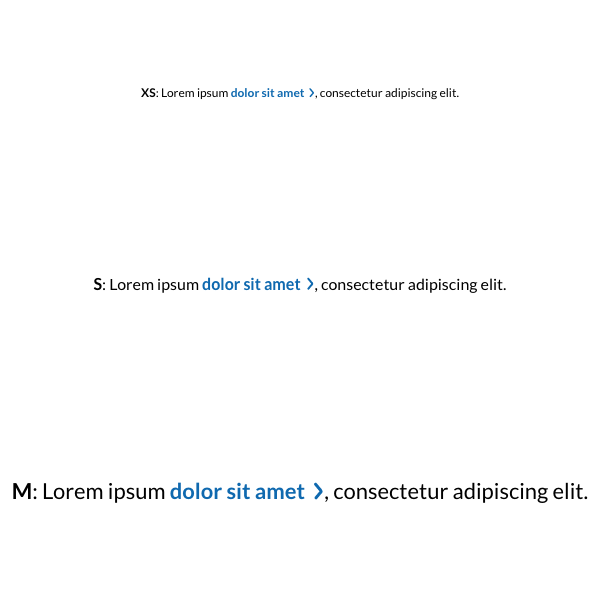 XS: Lorem ipsum dolor sit amet ❯, consectetur adipiscing elit.
S: Lorem ipsum dolor sit amet ❯, consectetur adipiscing elit.
M: Lorem ipsum dolor sit amet ❯, consectetur adipiscing elit.